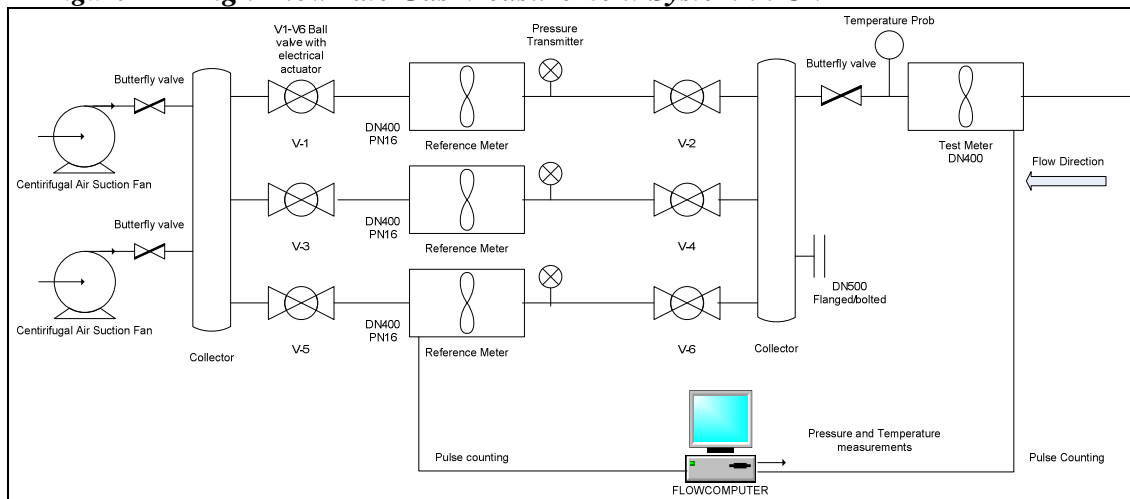 Temperature Prob
V1-V6 Ball
valve with
electrical
actuator
Pressure
Transmitter
Butterfly valve
Butterfly valve
DN400
PN16
V-1
Reference Meter
V-2
Test Meter
DN400
Flow Direction
Centirifugal Air Suction Fan
Butterfly valve
DN400
PN16
V-3
Reference Meter
V-4
DN500
Flanged/bolted
Centirifugal Air Suction Fan
DN400
PN16
V-5
Reference Meter
V-6
Collector
Collector
Pressure and Temperature
measurements
Pulse counting
Pulse Counting
FLOWCOMPUTER